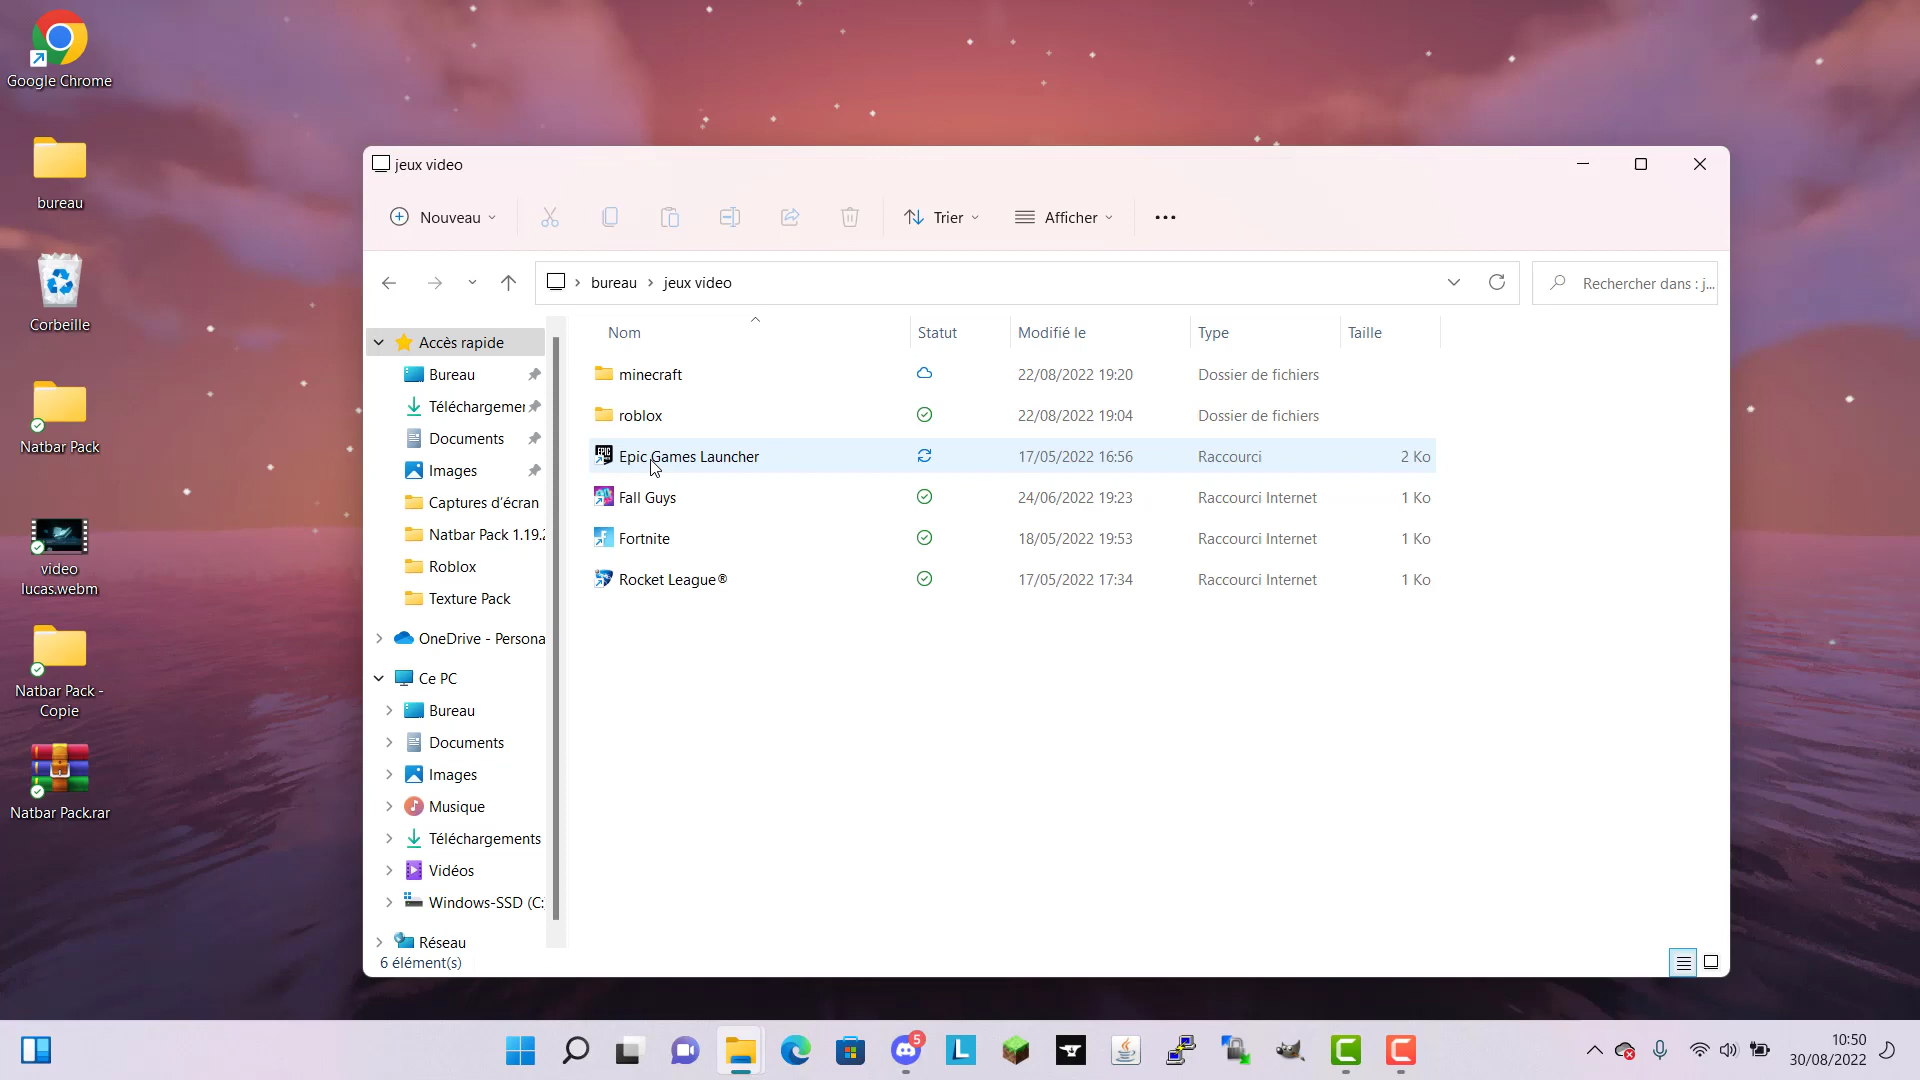 Google Chrome
bureau
Corbeille
Natbar Pack
video
lucas.webm
Natbar Pack -
Copie
Natbar Pack.rar
jeux video
Nouveau
Trier
Afficher
bureau
jeux video
Rechercher dans : j...
Nom
Statut
Modifié le
Type
Taille
minecraft
22/08/2022 19:20
Dossier de fichiers
roblox
22/08/2022 19:04
Dossier de fichiers
Epic Games Launcher
17/05/2022 16:56
Raccourci
2 Ko
Fall Guys
24/06/2022 19:23
Raccourci Internet
1 Ko
Fortnite
18/05/2022 19:53
Raccourci Internet
1 Ko
Rocket League®
17/05/2022 17:34
Raccourci Internet
1 Ko
Accès rapide
Bureau
Téléchargemer
Documents
Images
Captures d'écran
Natbar Pack 1.19.2
Roblox
Texture Pack
OneDrive - Persona
Ce PC
Bureau
Documents
Images
Musique
Téléchargements
Vidéos
Windows-SSD (C:
Réseau
6 élément(s)
5
10:50
30/08/2022